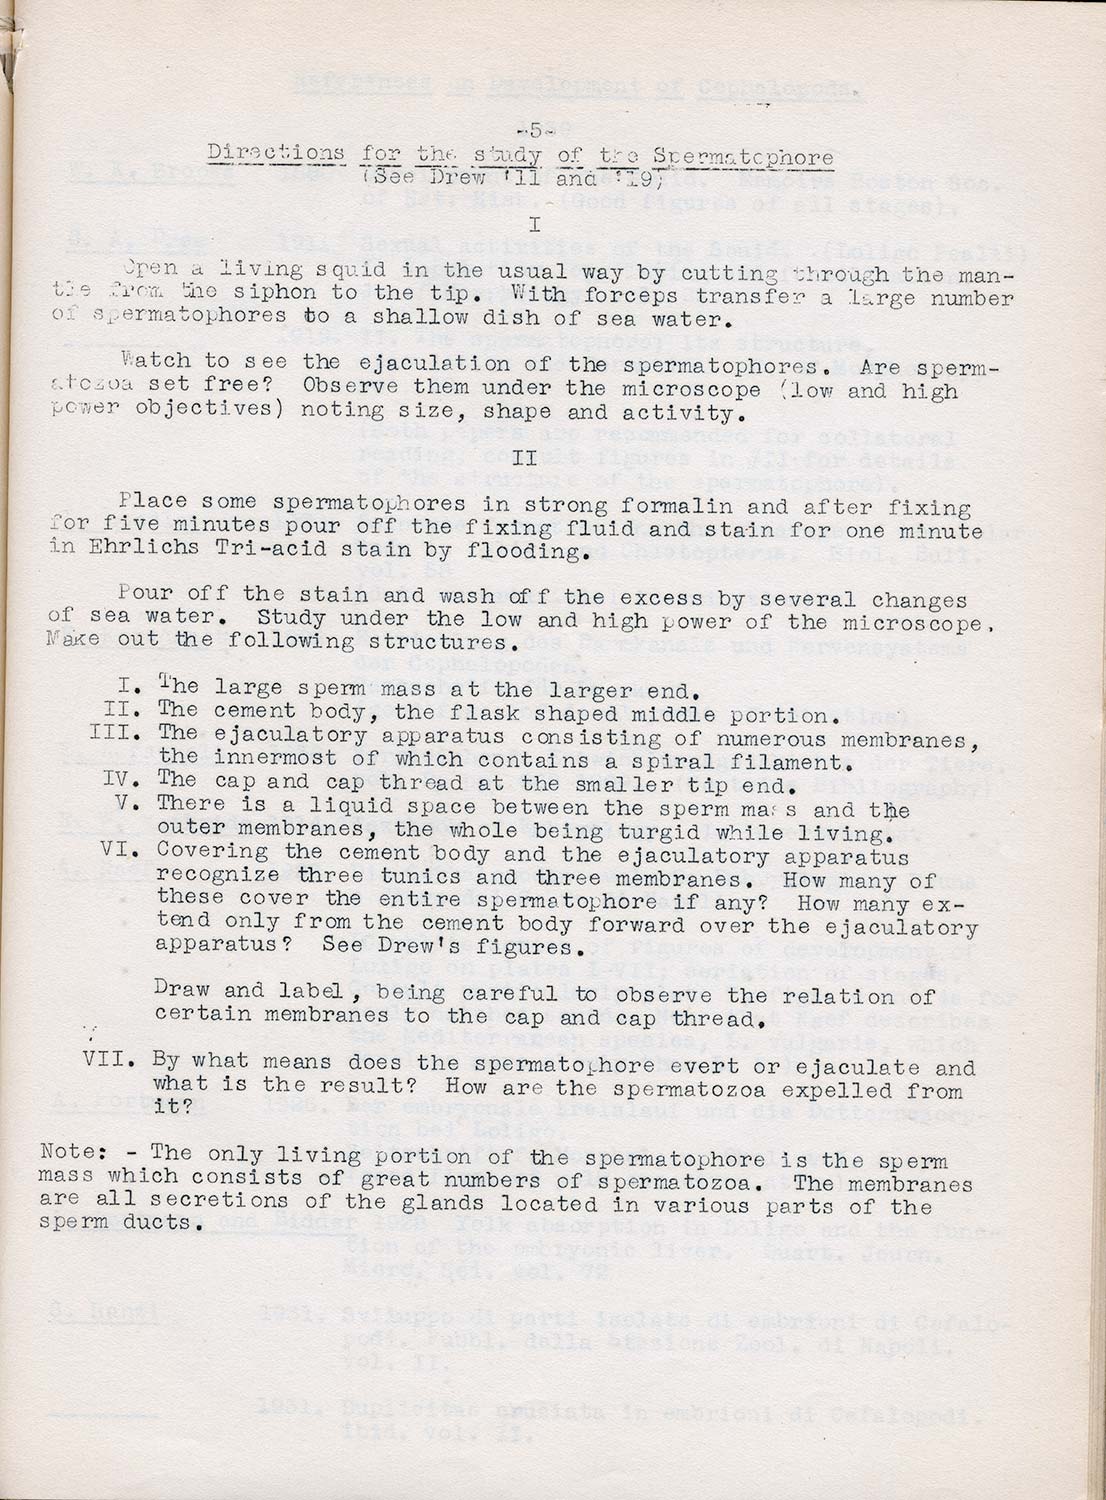 -5-
Directions for the study of the Spermatophore
(See Drew '11 and '19)
I
Open a living squid in the usual way by cutting through the man-
tle from the siphon to the tip. With forceps transfer a large number
of spermatophores to a shallow dish of sea water.
Watch to see the ejaculation of the spermatophores. Are sperm-
atozoa set free? Observe them under the microscope (low and high
power objectives) noting size, shape and activity.
II
Place some spermatophores in strong formalin and after fixing
for five minutes pour off the fixing fluid and stain for one minute
in Ehrlichs Tri-acid stain by flooding.
Pour off the stain and wash off the excess by several changes
of sea water. Study under the low and high power of the microscope.
Make out the following structures.
I. The large sperm mass at the larger end.
II. The cement body, the flask shaped middle portion.
III. The ejaculatory apparatus consisting of numerous membranes,
the innermost of which contains a spiral filament.
IV. The cap and cap thread at the smaller tip end.
V. There is a liquid space between the sperm mass and the
outer membranes, the whole being turgid while living.
VI. Covering the cement body and the ejaculatory apparatus
recognize three tunics and three membranes. How many of
these cover the entire spermatophore if any? How many ex-
tend only from the cement body forward over the ejaculatory
apparatus? See Drew's figures.
Draw and label, being careful to observe the relation of
certain membranes to the cap and cap thread.
VII. By what means does the spermatophore evert or ejaculate and
what is the result? How are the spermatozoa expelled from
it?
Note: - The only living portion of the spermatophore is the sperm
mass which consists of great numbers of spermatozoa. The membranes
are all secretions of the glands located in various parts of the
sperm ducts.